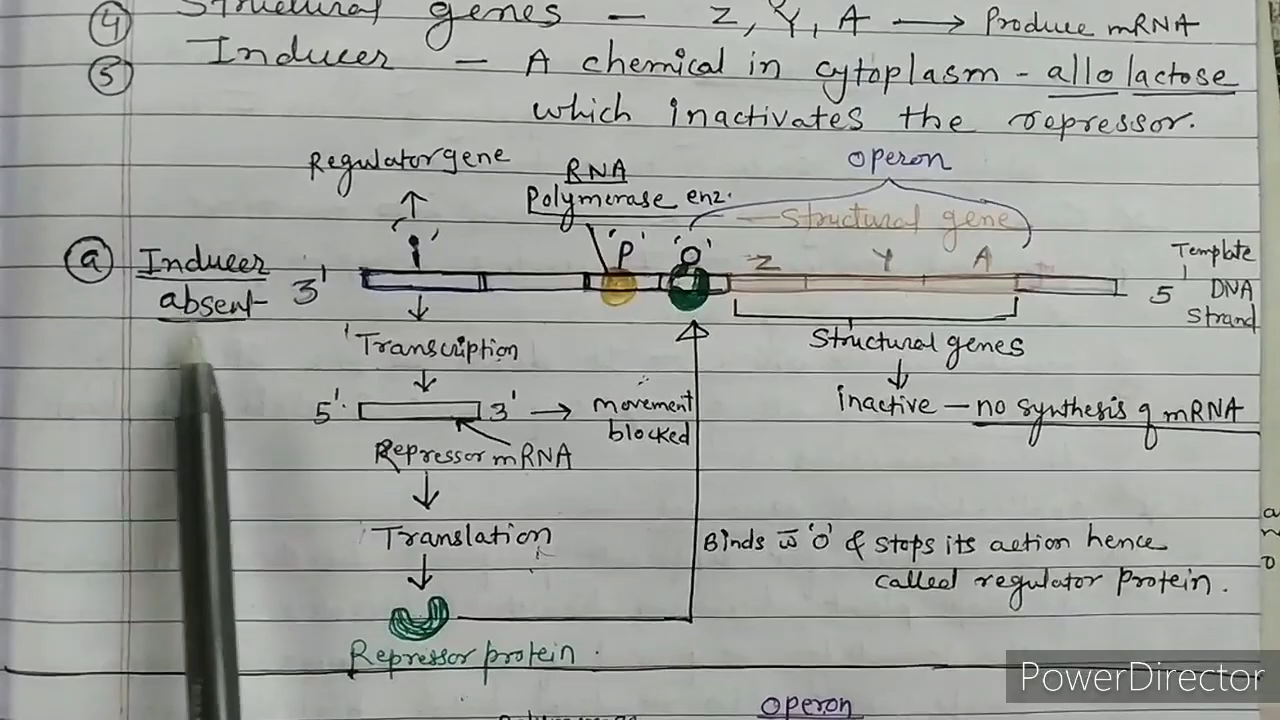 ④ Structural genes – Z, Y, A → Produce mRNA
⑤ Inducer – A chemical in cytoplasm - allolactose
which inactivates the repressor.
Regulator gene
RNA
Polymerase enz.
operon
Structural gene
'i'
'P'
'O'
Z Y A
ⓐ Inducer
absent
3'
5
Template
DNA
Strand
Transcription
Structural genes
5' 3' → movement
blocked
inactive – no synthesis of mRNA
Repressor mRNA
Translation
Binds w̅ 'O' & stops its action hence
called regulator protein.
Repressor protein.
operon
PowerDirector